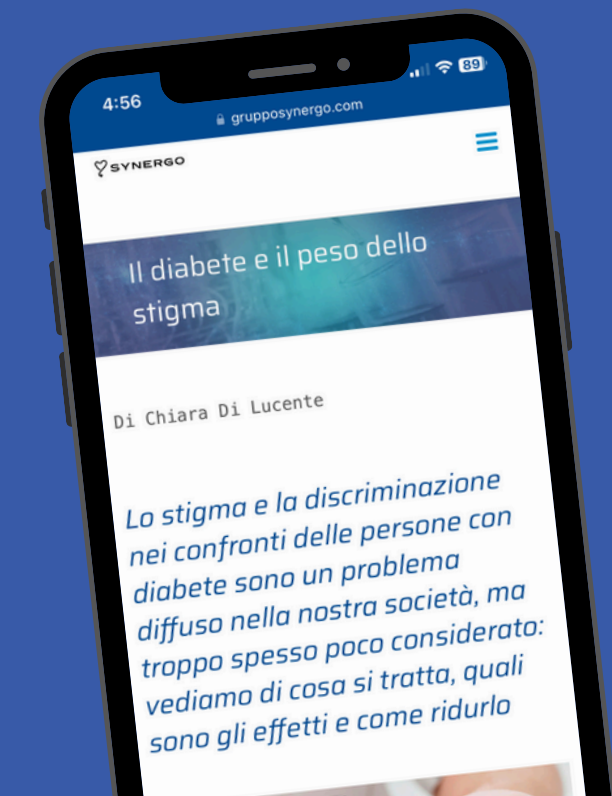 4:56
89
grupposynergo.com
SYNERGO
Il diabete e il peso dello
stigma
Di Chiara Di Lucente
Lo stigma e la discriminazione
nei confronti delle persone con
diabete sono un problema
diffuso nella nostra società, ma
troppo spesso poco considerato:
vediamo di cosa si tratta, quali
sono gli effetti e come ridurlo